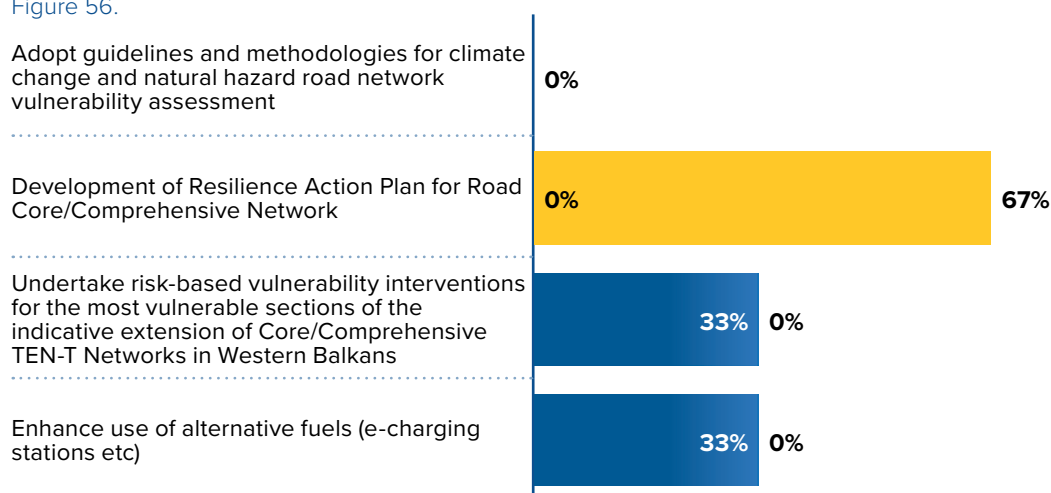 Figure 56.
Adopt guidelines and methodologies for climate
change and natural hazard road network
vulnerability assessment
0%
Development of Resilience Action Plan for Road
Core/Comprehensive Network
0%
67%
Undertake risk-based vulnerability interventions
for the most vulnerable sections of the
indicative extension of Core/Comprehensive
TEN-T Networks in Western Balkans
33%
0%
Enhance use of alternative fuels (e-charging
stations etc)
33%
0%